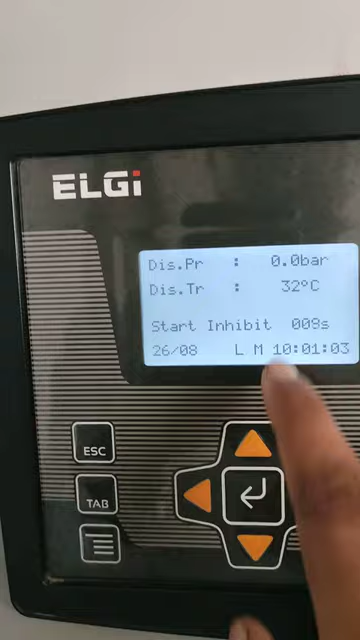 ELGi
Dis.Pr : 0.0bar
Dis.Tr : 32°C
Start Inhibit 009s
26/08 L M 10:01:03
ESC
TAB